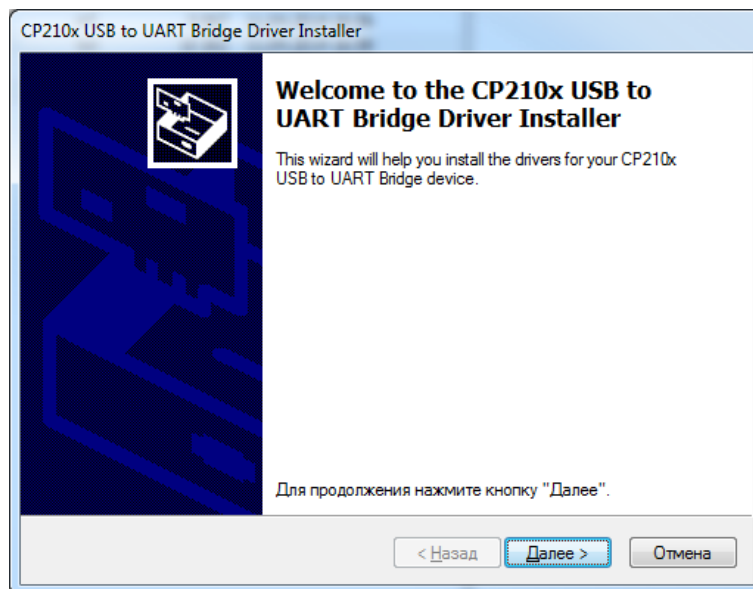 CP210x USB to UART Bridge Driver Installer
Welcome to the CP210x USB to
UART Bridge Driver Installer
This wizard will help you install the drivers for your CP210x
USB to UART Bridge device.
Для продолжения нажмите кнопку "Далее".
< Назад Далее > Отмена